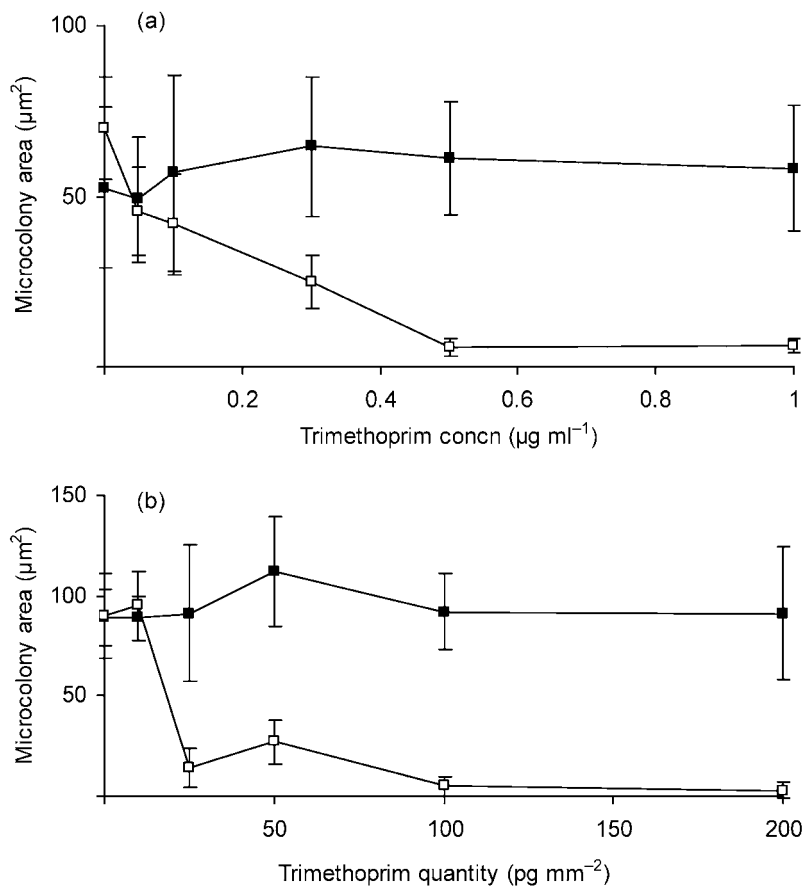 (a)
100
50
Microcolony area (µm²)
0.2 0.4 0.6 0.8 1
Trimethoprim concn (µg ml⁻¹)
(b)
150
100
50
Microcolony area (µm²)
50 100 150 200
Trimethoprim quantity (pg mm⁻²)